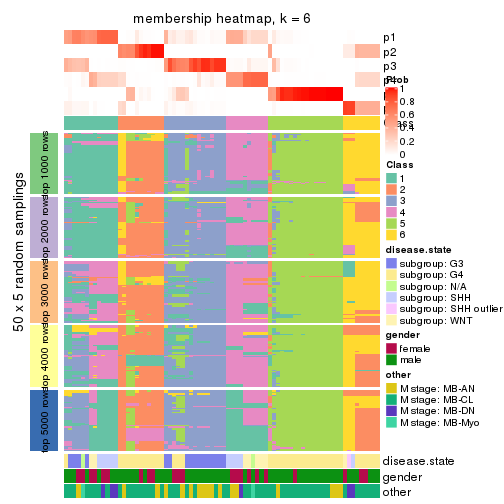 membership heatmap, k = 6
p1
p2
p3
Prob
1
0.8
0.6
0.4
0
Class
1
2
3
4
5
6
disease.state
subgroup: G3
subgroup: G4
subgroup: N/A
subgroup: SHH
subgroup: SHH outlier
subgroup: WNT
gender
female
male
other
M stage: MB-AN
M stage: MB-CL
M stage: MB-DN
M stage: MB-Myo
50 x 5 random samplings
top 1000 rows
top 2000 rows
top 3000 rows
top 4000 rows
top 5000 rows
disease.state
gender
other